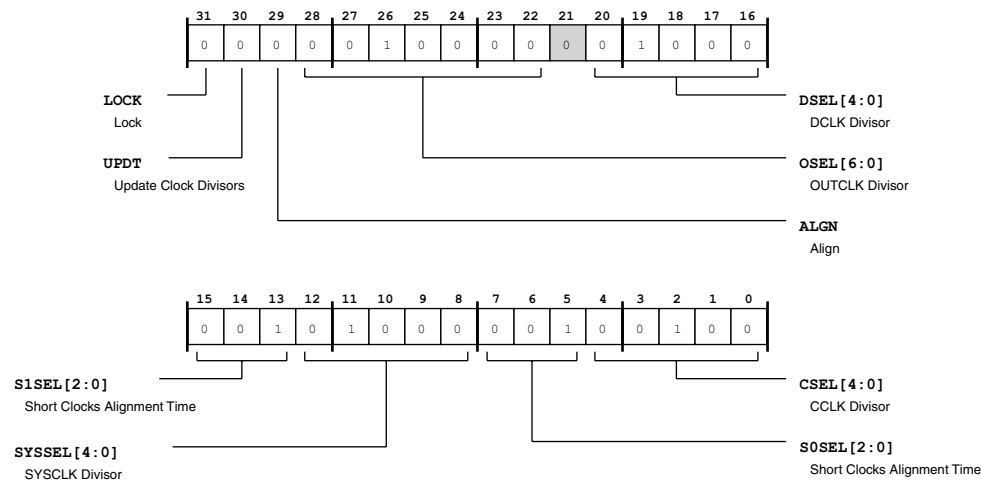 31 30 29 28 27 26 25 24 23 22 21 20 19 18 17 16
0 0 0 0 0 1 0 0 0 0 0 0 1 0 0 0
LOCK
Lock
DSEL[4:0]
DCLK Divisor
UPDT
Update Clock Divisors
OSEL[6:0]
OUTCLK Divisor
ALGN
Align
15 14 13 12 11 10 9 8 7 6 5 4 3 2 1 0
0 0 1 0 1 0 0 0 0 0 1 0 0 1 0 0
S1SEL[2:0]
Short Clocks Alignment Time
CSEL[4:0]
CCLK Divisor
SYSSEL[4:0]
SYSCLK Divisor
S0SEL[2:0]
Short Clocks Alignment Time